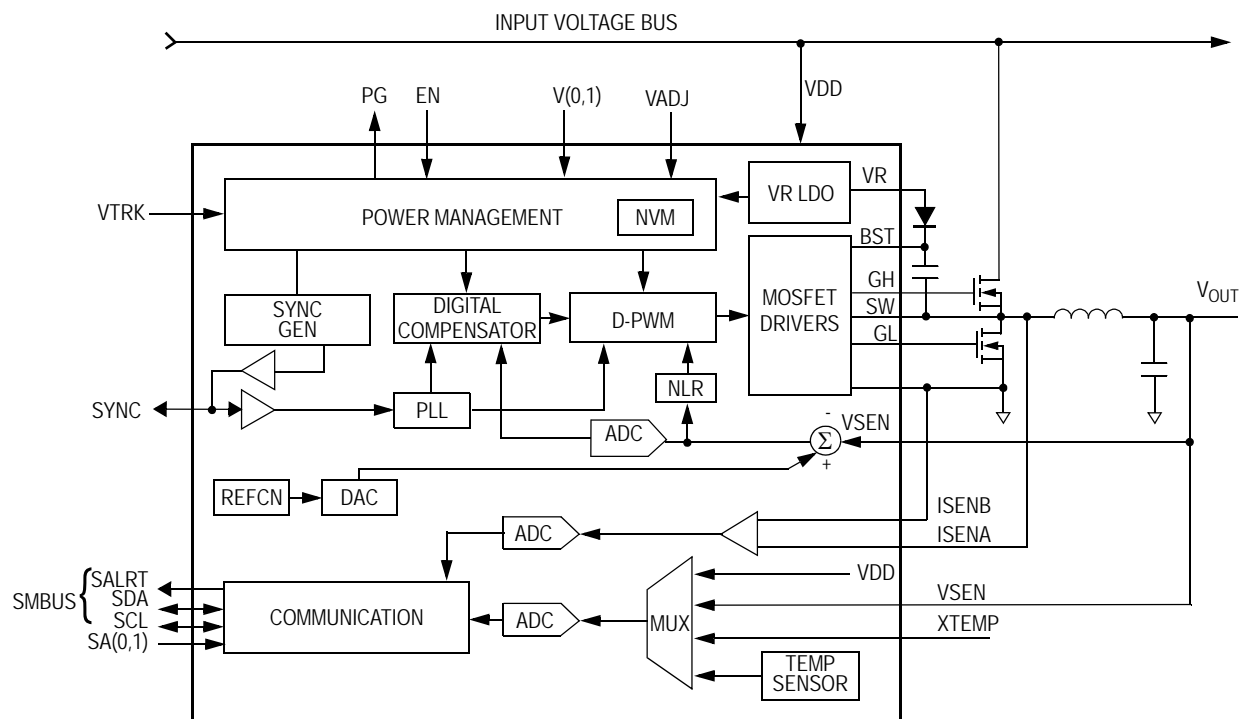 INPUT VOLTAGE BUS
PG
EN
V(0,1)
VADJ
VDD
VTRK
POWER MANAGEMENT
NVM
VR LDO
VR
BST
SYNC
GEN
DIGITAL
COMPENSATOR
D-PWM
MOSFET
DRIVERS
GH
SW
GL
VOUT
SYNC
PLL
NLR
ADC
Σ
-
+
VSEN
REFCN
DAC
ISENB
ISENA
ADC
SMBUS {
SALRT
SDA
SCL
SA(0,1)
COMMUNICATION
ADC
MUX
VDD
VSEN
XTEMP
TEMP
SENSOR